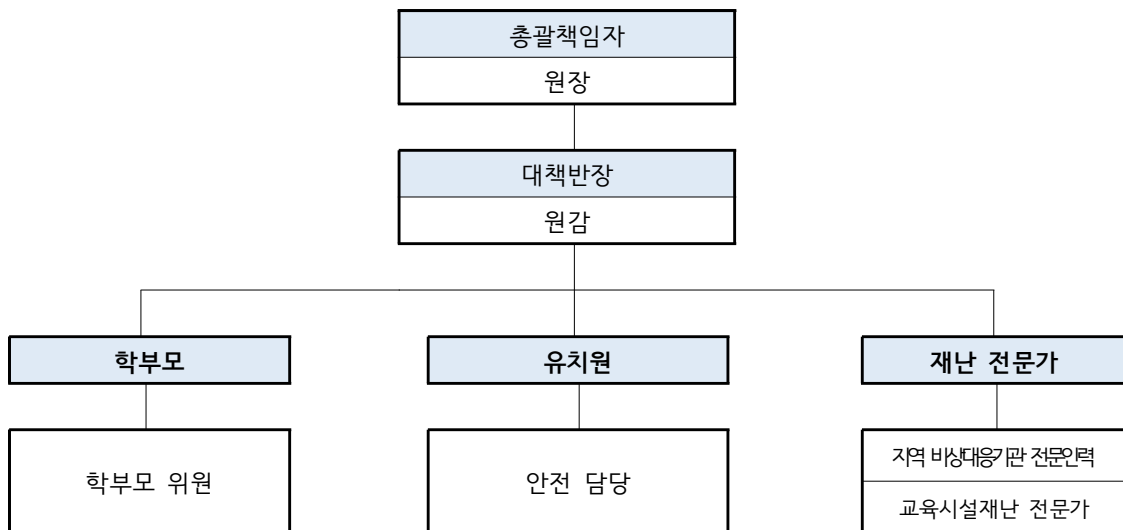 총괄책임자
원장
대책반장
원감
학부모
유치원
재난 전문가
학부모 위원
안전 담당
지역 비상대응기관 전문인력
교육시설재난 전문가